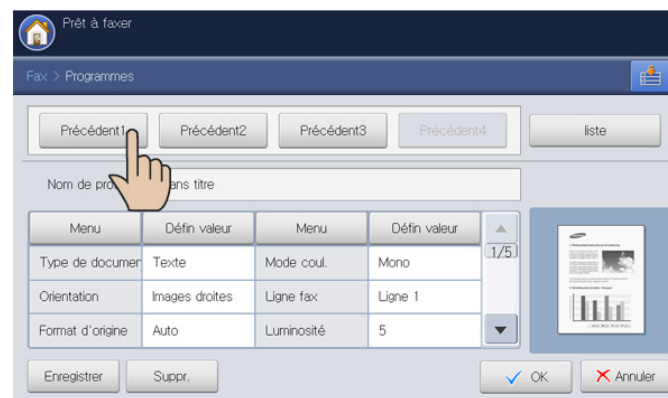 Prêt à faxer
Fax > Programmes
Précédent1 Précédent2 Précédent3 Précédent4 liste
Nom de titre
Menu Défin valeur Menu Défin valeur
Type de documer Texte Mode coul. Mono 1/5
Orientation Images droites Ligne fax Ligne 1
Format d'origine Auto Luminosité 5
Enregistrer Suppr. OK Annuler